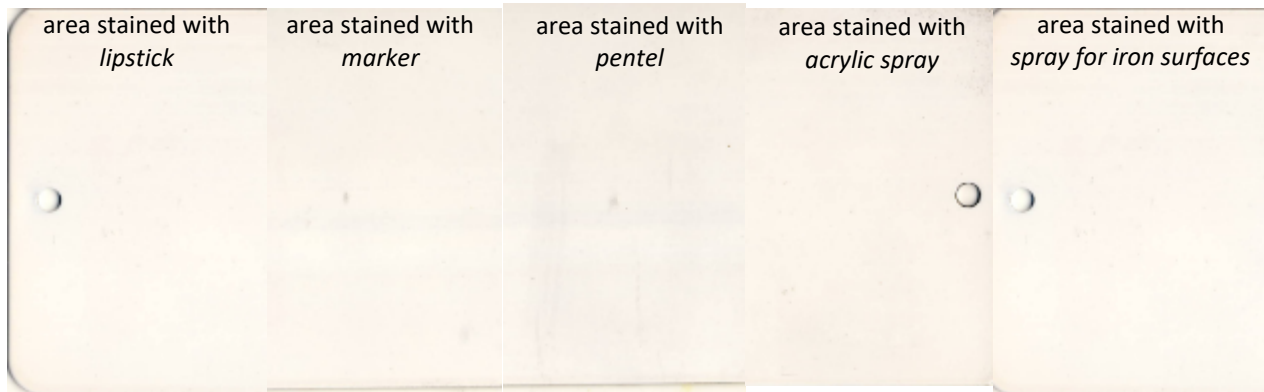 area stained with
lipstick
area stained with
marker
area stained with
pentel
area stained with
acrylic spray
area stained with
spray for iron surfaces